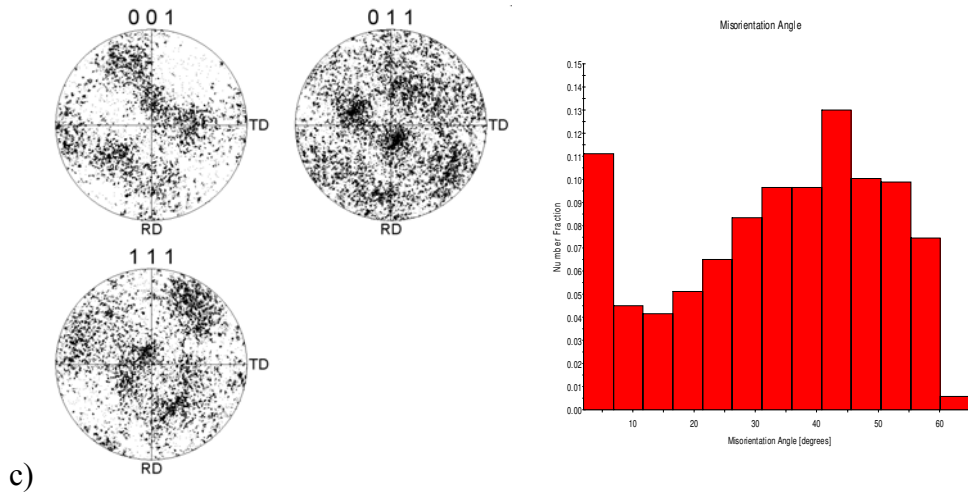 0 0 1
TD
RD
0 1 1
TD
RD
1 1 1
TD
RD
c)
Misorientation Angle
Number Fraction
0.15
0.14
0.13
0.12
0.11
0.10
0.09
0.08
0.07
0.06
0.05
0.04
0.03
0.02
0.01
0.00
10 20 30 40 50 60
Misorientation Angle [degrees]